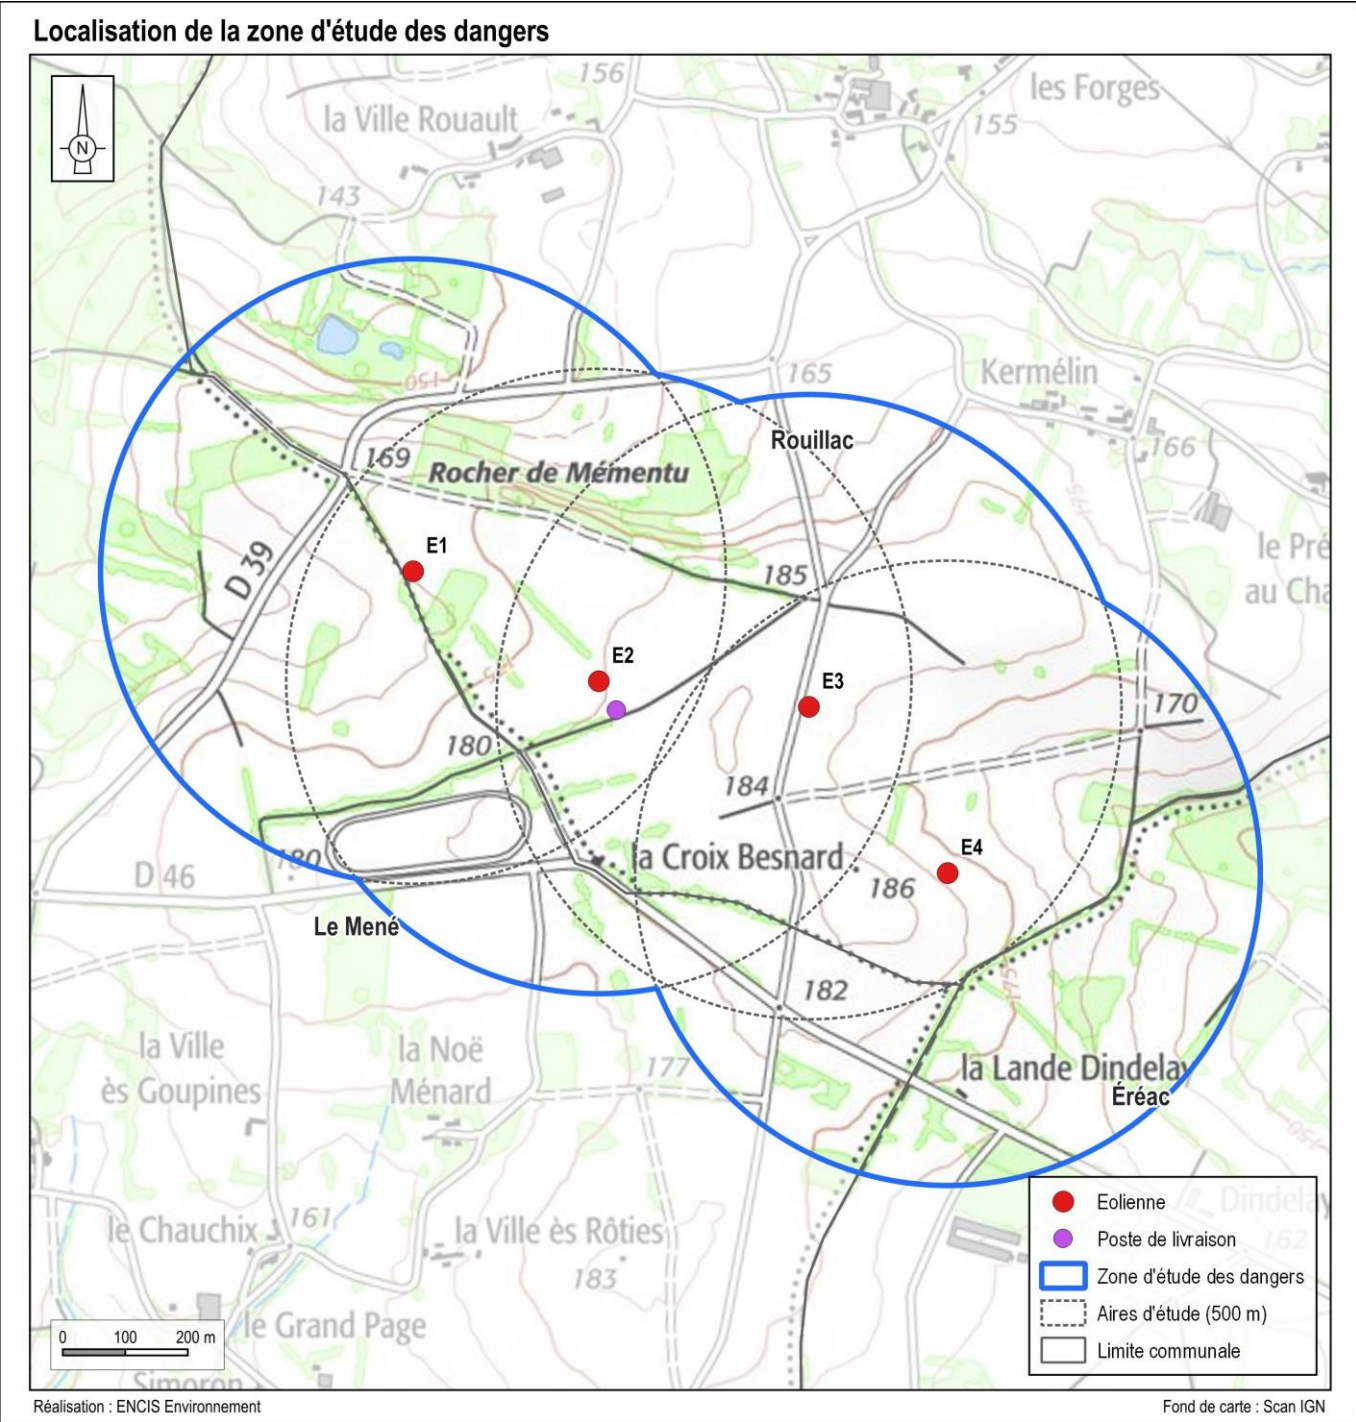 Localisation de la zone d'étude des dangers
N
156
les Forges
la Ville Rouault
155
143
150
165
Kermélin
Rouillac
166
169
Rocher de Mémentu
175
le Pré
au Cha
D 39
E1
185
E2
175
E3
170
180
184
la Croix Besnard
E4
180
D 46
186
Le Mené
182
175
la Ville
ès Goupines
la Noë
Ménard
177
la Lande Dindelay
Éréac
150
Eolienne
Poste de livraison
Zone d'étude des dangers
Aires d'étude (500 m)
Limite communale
Dindelay
162
le Chauchix
161
la Ville ès Rôties
183
le Grand Page
0 100 200 m
Simoron
Réalisation : ENCIS Environnement
Fond de carte : Scan IGN